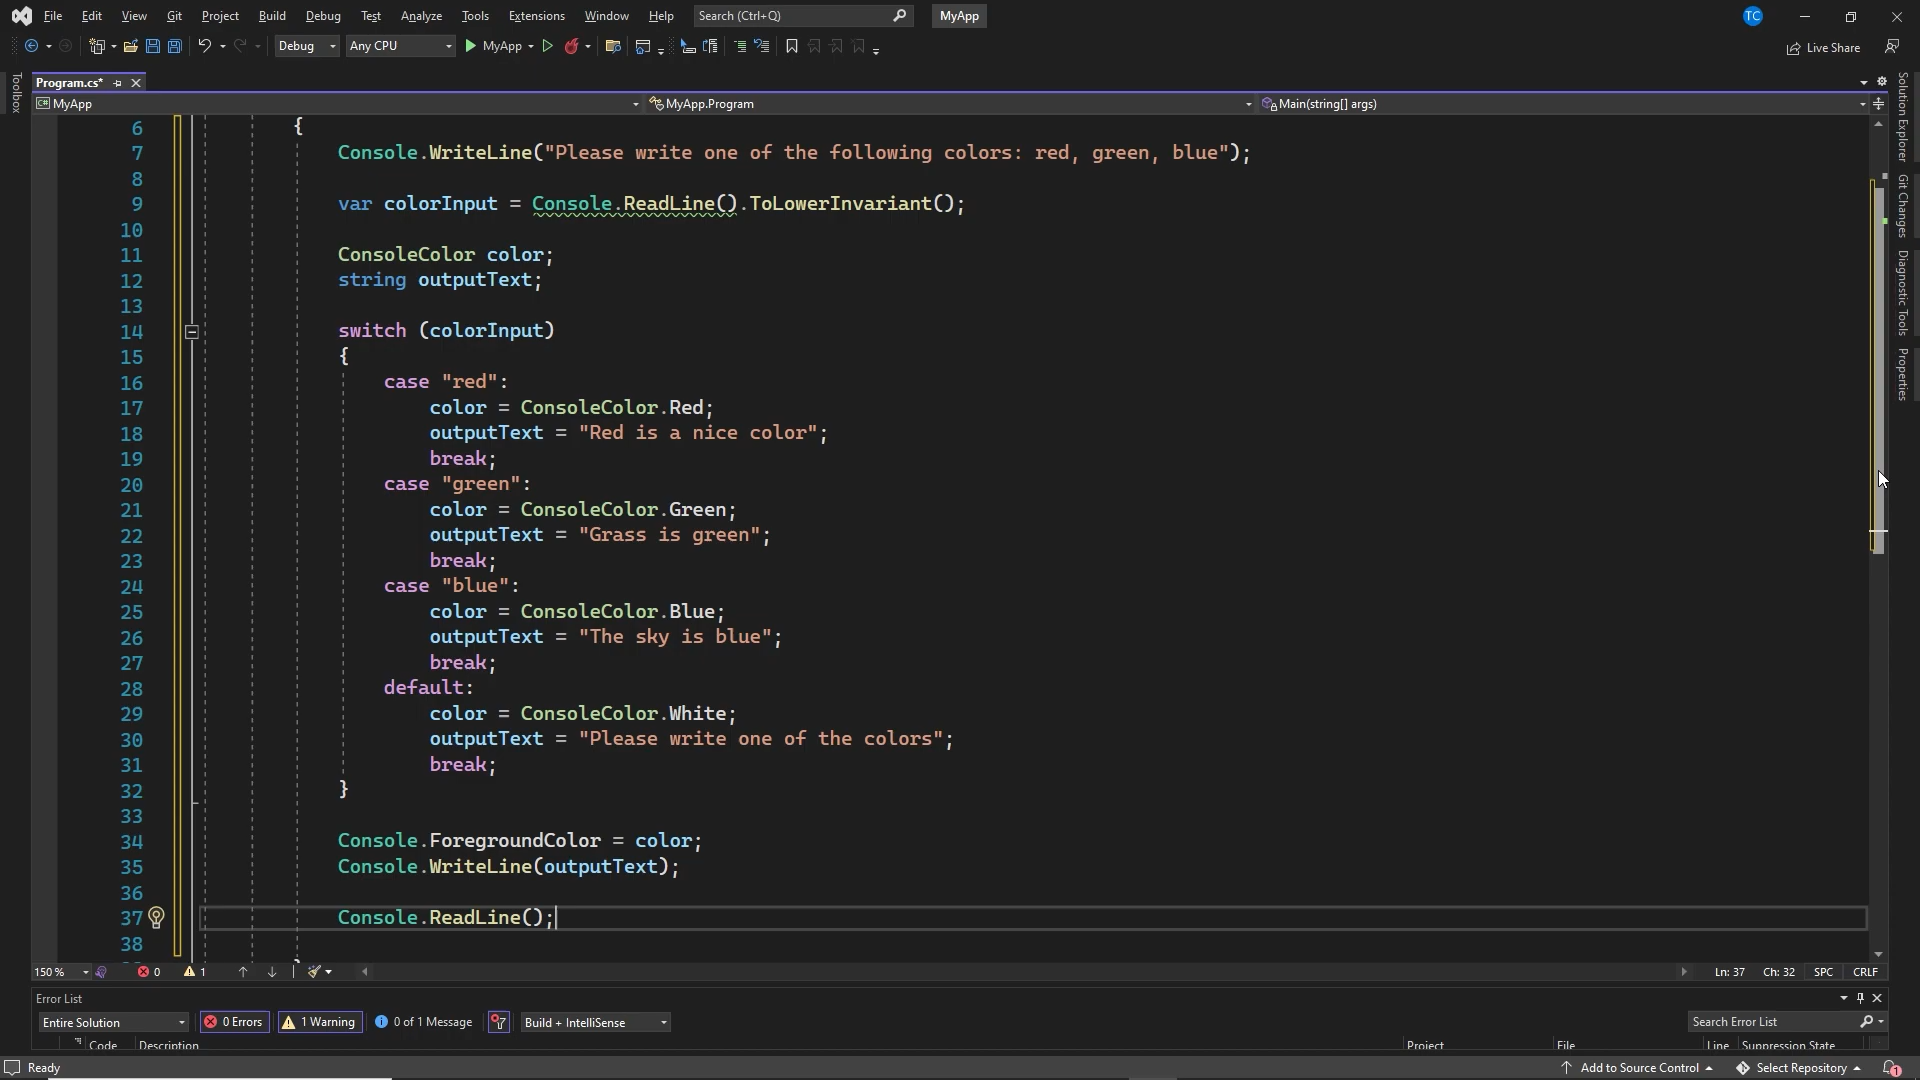 File Edit View Git Project Build Debug Test Analyze Tools Extensions Window Help Search (Ctrl+Q) MyApp TC
Debug Any CPU MyApp Live Share
Toolbox
Program.cs*
MyApp MyApp.Program Main(string[] args)
6 {
7 Console.WriteLine("Please write one of the following colors: red, green, blue");
8
9 var colorInput = Console.ReadLine().ToLowerInvariant();
10
11 ConsoleColor color;
12 string outputText;
13
14 switch (colorInput)
15 {
16 case "red":
17 color = ConsoleColor.Red;
18 outputText = "Red is a nice color";
19 break;
20 case "green":
21 color = ConsoleColor.Green;
22 outputText = "Grass is green";
23 break;
24 case "blue":
25 color = ConsoleColor.Blue;
26 outputText = "The sky is blue";
27 break;
28 default:
29 color = ConsoleColor.White;
30 outputText = "Please write one of the colors";
31 break;
32 }
33
34 Console.ForegroundColor = color;
35 Console.WriteLine(outputText);
36
37 Console.ReadLine();
38
Solution Explorer
Git Changes
Diagnostic Tools
Properties
150 % 0 1 Ln: 37 Ch: 32 SPC CRLF
Error List
Entire Solution 0 Errors 1 Warning 0 of 1 Message Build + IntelliSense Search Error List
Code Description Project File Line Suppression State
Ready Add to Source Control Select Repository 1